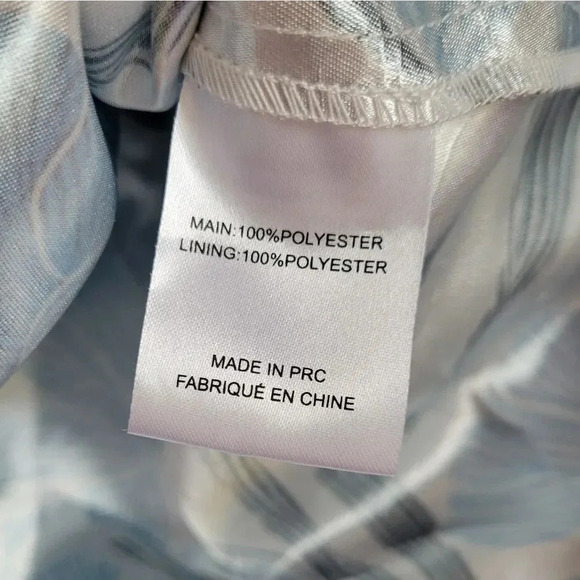 MAIN:100%POLYESTER
LINING:100%POLYESTER
MADE IN PRC
FABRIQUÉ EN CHINE